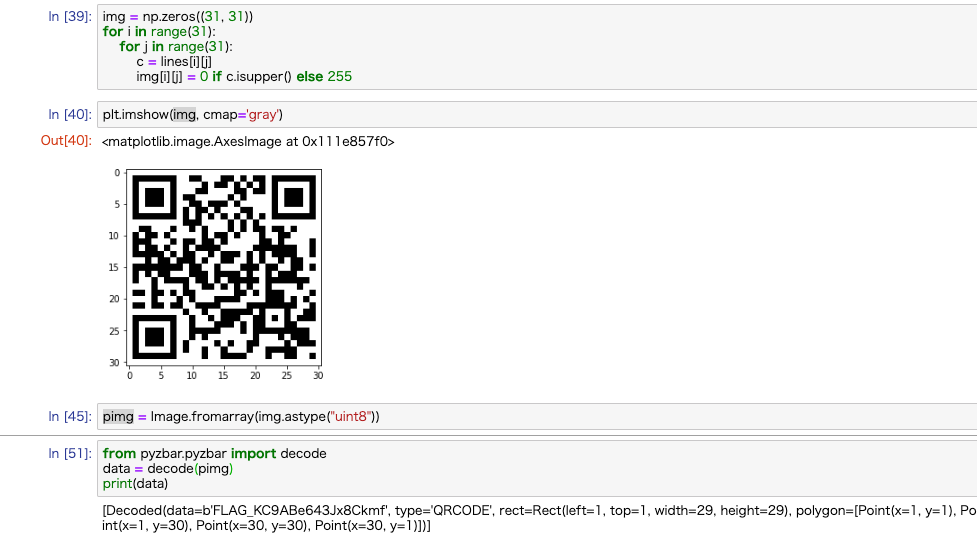 In [39]: img = np.zeros((31, 31))
for i in range(31):
    for j in range(31):
        c = lines[i][j]
        img[i][j] = 0 if c.isupper() else 255
In [40]: plt.imshow(img, cmap='gray')
Out[40]: <matplotlib.image.AxesImage at 0x111e857f0>
0
5
10
15
20
25
30
0 5 10 15 20 25 30
In [45]: pimg = Image.fromarray(img.astype("uint8"))
In [51]: from pyzbar.pyzbar import decode
data = decode(pimg)
print(data)
[Decoded(data=b'FLAG_KC9ABe643Jx8Ckmf', type='QRCODE', rect=Rect(left=1, top=1, width=29, height=29), polygon=[Point(x=1, y=1), Po
int(x=1, y=30), Point(x=30, y=30), Point(x=30, y=1)])]